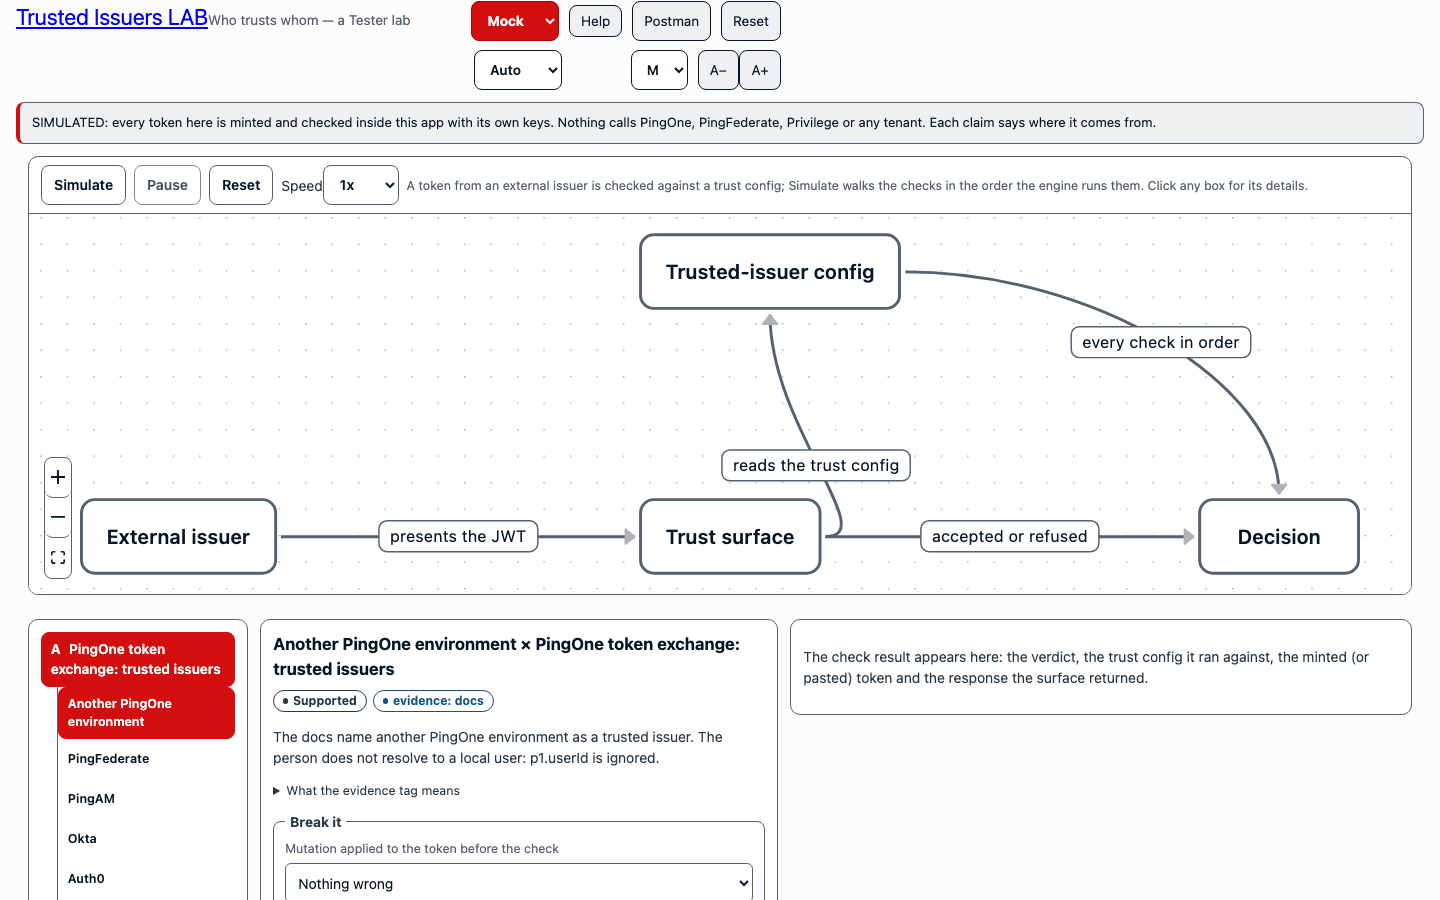 Trusted Issuers LAB Who trusts whom — a Tester lab
Mock Help Postman Reset
Auto M A− A+
SIMULATED: every token here is minted and checked inside this app with its own keys. Nothing calls PingOne, PingFederate, Privilege or any tenant. Each claim says where it comes from.
Simulate Pause Reset Speed 1x A token from an external issuer is checked against a trust config; Simulate walks the checks in the order the engine runs them. Click any box for its details.
Trusted-issuer config
every check in order
reads the trust config
External issuer
presents the JWT
Trust surface
accepted or refused
Decision
A PingOne token
exchange: trusted issuers
Another PingOne
environment
PingFederate
PingAM
Okta
Auth0
Another PingOne environment × PingOne token exchange:
trusted issuers
Supported evidence: docs
The docs name another PingOne environment as a trusted issuer. The
person does not resolve to a local user: p1.userId is ignored.
What the evidence tag means
Break it
Mutation applied to the token before the check
Nothing wrong
The check result appears here: the verdict, the trust config it ran against, the minted (or
pasted) token and the response the surface returned.